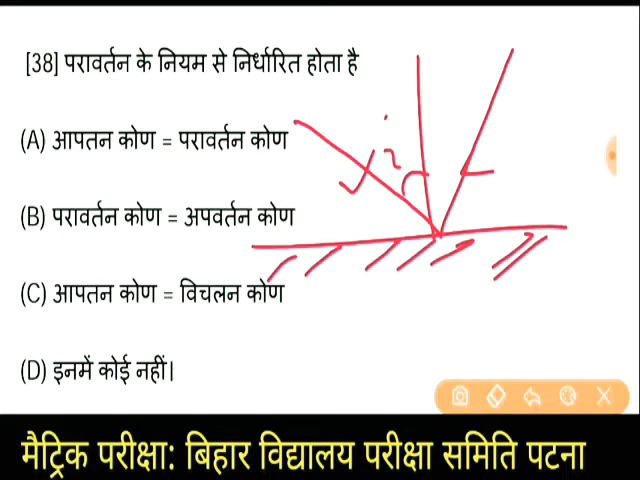 [38] परावर्तन के नियम से निर्धारित होता है
(A) आपतन कोण = परावर्तन कोण
i
(B) परावर्तन कोण = अपवर्तन कोण
(C) आपतन कोण = विचलन कोण
(D) इनमें कोई नहीं।
मैट्रिक परीक्षा: बिहार विद्यालय परीक्षा समिति पटना